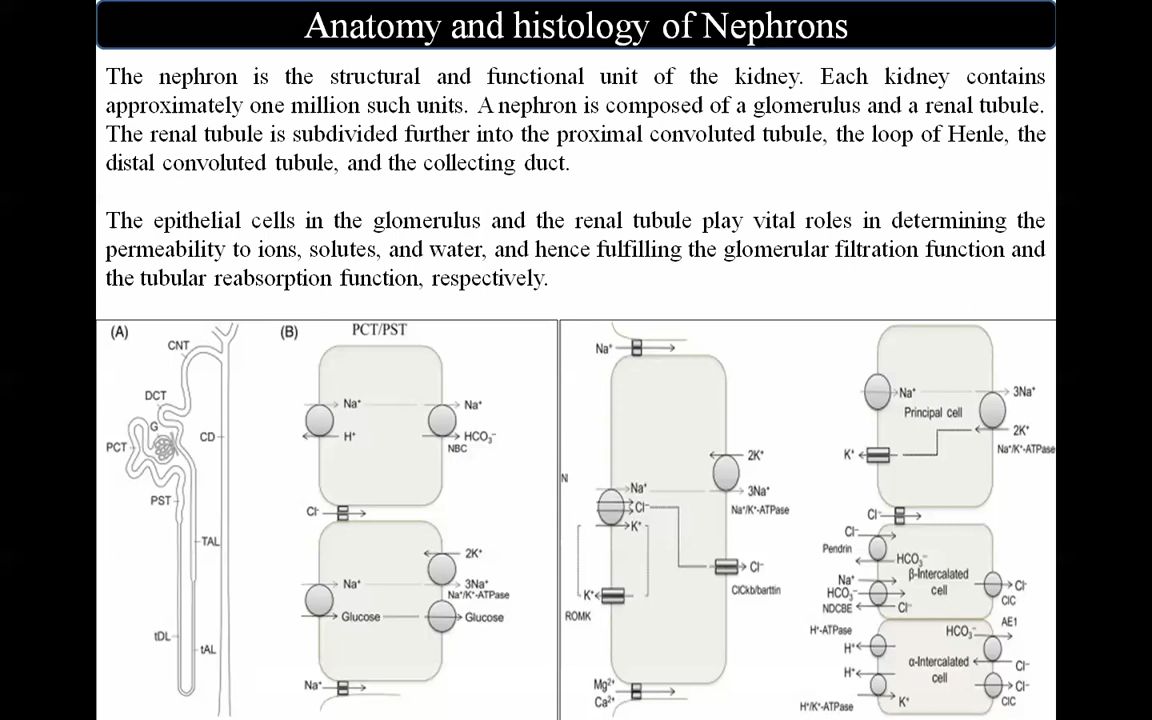 Anatomy and histology of Nephrons
The nephron is the structural and functional unit of the kidney. Each kidney contains
approximately one million such units. A nephron is composed of a glomerulus and a renal tubule.
The renal tubule is subdivided further into the proximal convoluted tubule, the loop of Henle, the
distal convoluted tubule, and the collecting duct.
The epithelial cells in the glomerulus and the renal tubule play vital roles in determining the
permeability to ions, solutes, and water, and hence fulfilling the glomerular filtration function and
the tubular reabsorption function, respectively.
(A)
CNT
DCT
G
PCT
CD
PST
TAL
tDL
tAL
(B)
PCT/PST
Na⁺
Na⁺
H⁺
HCO₃⁻
NBC
Cl⁻
2K⁺
Na⁺
3Na⁺
Na⁺/K⁺-ATPase
Glucose
Glucose
Na⁺
Na⁺
2K⁺
N
Na⁺
3Na⁺
Cl⁻
Na⁺/K⁺-ATPase
K⁺
Cl⁻
K⁺
ClCkb/barttin
ROMK
Mg²⁺
Ca²⁺
Na⁺
3Na⁺
Principal cell
2K⁺
K⁺
Na⁺/K⁺-ATPase
Cl⁻
Cl⁻
Pendrin
HCO₃⁻
Na⁺
β-Intercalated
cell
HCO₃⁻
Cl⁻
NDCBE
Cl⁻
ClC
H⁺-ATPase
HCO₃⁻
AE1
H⁺
α-Intercalated
cell
Cl⁻
H⁺
Cl⁻
K⁺
ClC
H⁺/K⁺-ATPase